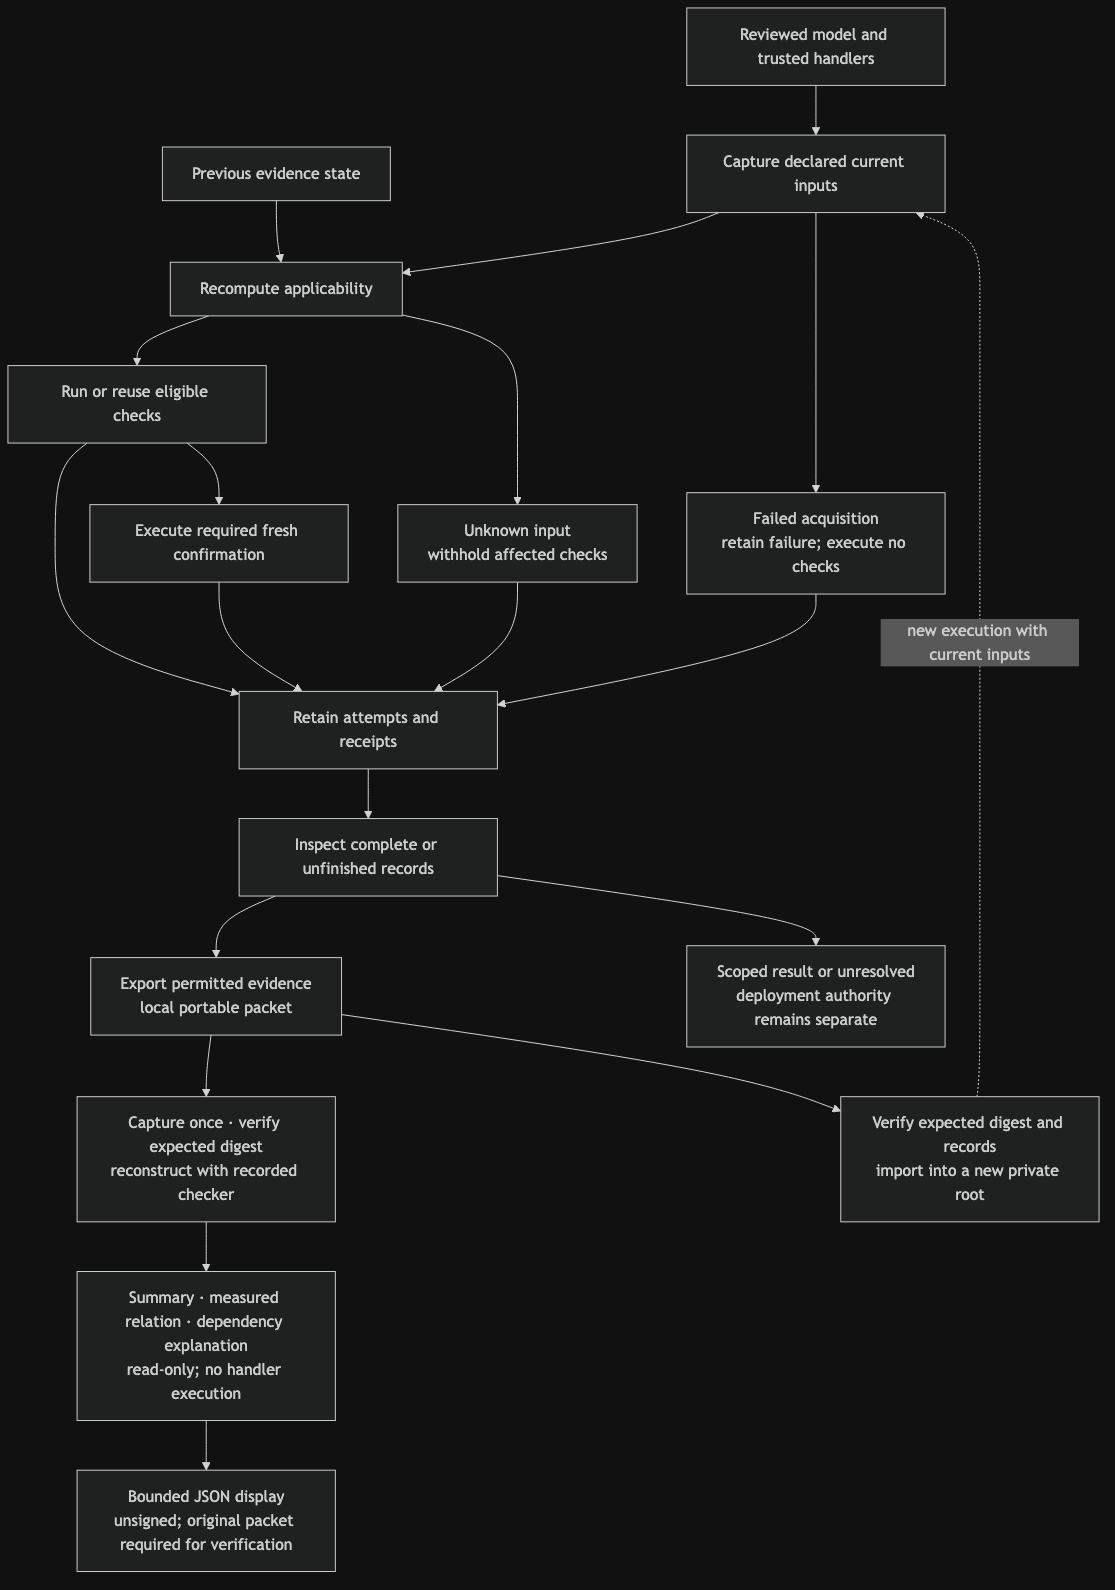 Reviewed model and
trusted handlers
Capture declared current
inputs
Previous evidence state
Recompute applicability
Run or reuse eligible
checks
Execute required fresh
confirmation
Unknown input
withhold affected checks
Failed acquisition
retain failure; execute no
checks
new execution with
current inputs
Retain attempts and
receipts
Inspect complete or
unfinished records
Export permitted evidence
local portable packet
Scoped result or unresolved
deployment authority
remains separate
Capture once · verify
expected digest
reconstruct with recorded
checker
Verify expected digest and
records
import into a new private
root
Summary · measured
relation · dependency
explanation
read-only; no handler
execution
Bounded JSON display
unsigned; original packet
required for verification